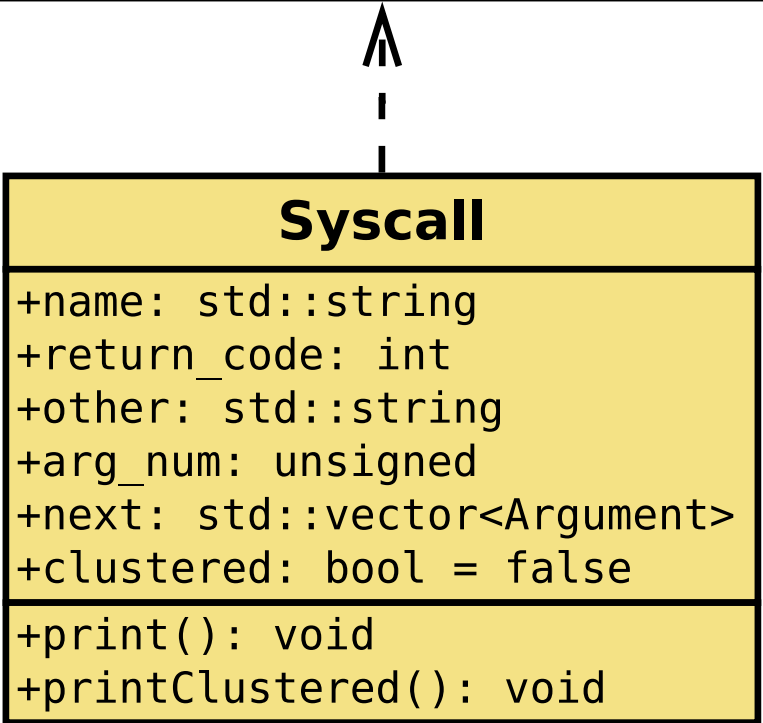 Syscall
+name: std::string
+return_code: int
+other: std::string
+arg_num: unsigned
+next: std::vector<Argument>
+clustered: bool = false
+print(): void
+printClustered(): void